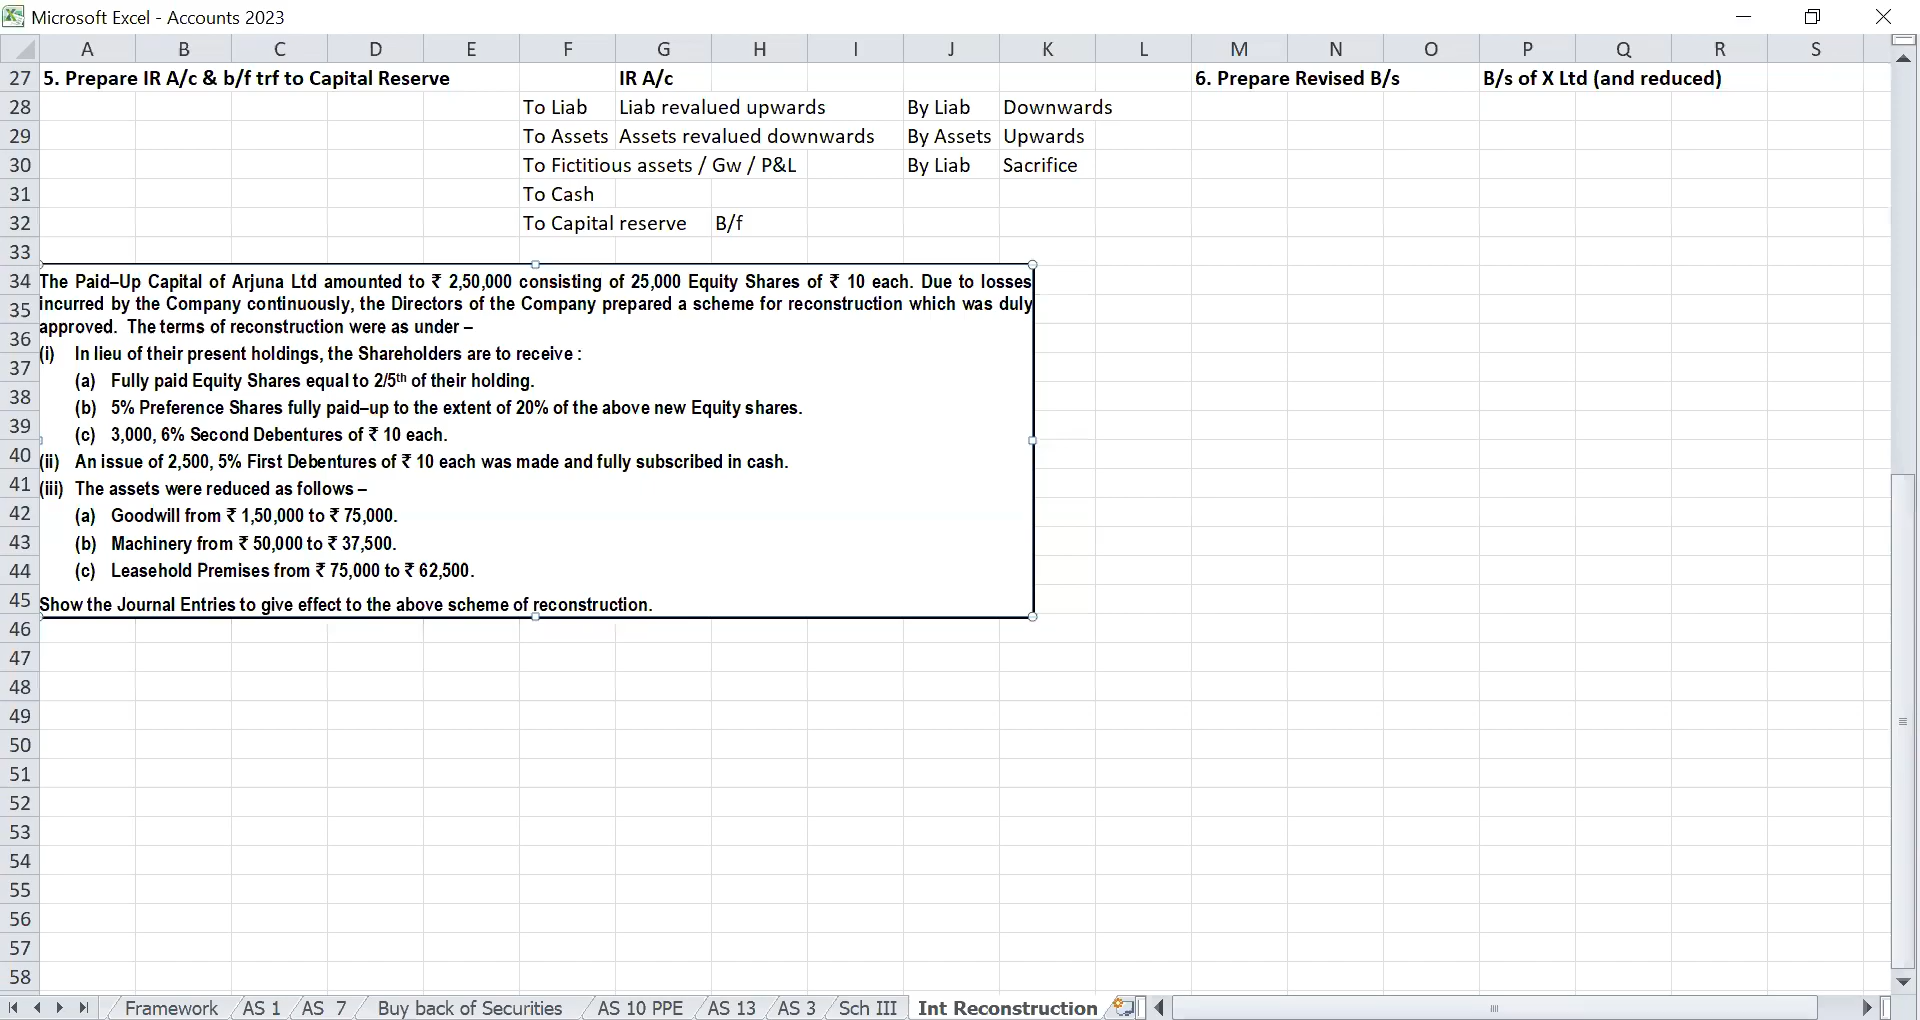 Microsoft Excel - Accounts 2023
A B C D E F G H I J K L M N O P Q R S
27 5. Prepare IR A/c & b/f trf to Capital Reserve IR A/c 6. Prepare Revised B/s B/s of X Ltd (and reduced)
28 To Liab Liab revalued upwards By Liab Downwards
29 To Assets Assets revalued downwards By Assets Upwards
30 To Fictitious assets / Gw / P&L By Liab Sacrifice
31 To Cash
32 To Capital reserve B/f
33
34 The Paid–Up Capital of Arjuna Ltd amounted to ₹ 2,50,000 consisting of 25,000 Equity Shares of ₹ 10 each. Due to losses
35 incurred by the Company continuously, the Directors of the Company prepared a scheme for reconstruction which was duly
36 approved. The terms of reconstruction were as under –
37 (i) In lieu of their present holdings, the Shareholders are to receive :
(a) Fully paid Equity Shares equal to 2/5th of their holding.
38 (b) 5% Preference Shares fully paid–up to the extent of 20% of the above new Equity shares.
39 (c) 3,000, 6% Second Debentures of ₹ 10 each.
40 (ii) An issue of 2,500, 5% First Debentures of ₹ 10 each was made and fully subscribed in cash.
41 (iii) The assets were reduced as follows –
42 (a) Goodwill from ₹ 1,50,000 to ₹ 75,000.
43 (b) Machinery from ₹ 50,000 to ₹ 37,500.
44 (c) Leasehold Premises from ₹ 75,000 to ₹ 62,500.
45 Show the Journal Entries to give effect to the above scheme of reconstruction.
46
47
48
49
50
51
52
53
54
55
56
57
58
Framework AS 1 AS 7 Buy back of Securities AS 10 PPE AS 13 AS 3 Sch III Int Reconstruction